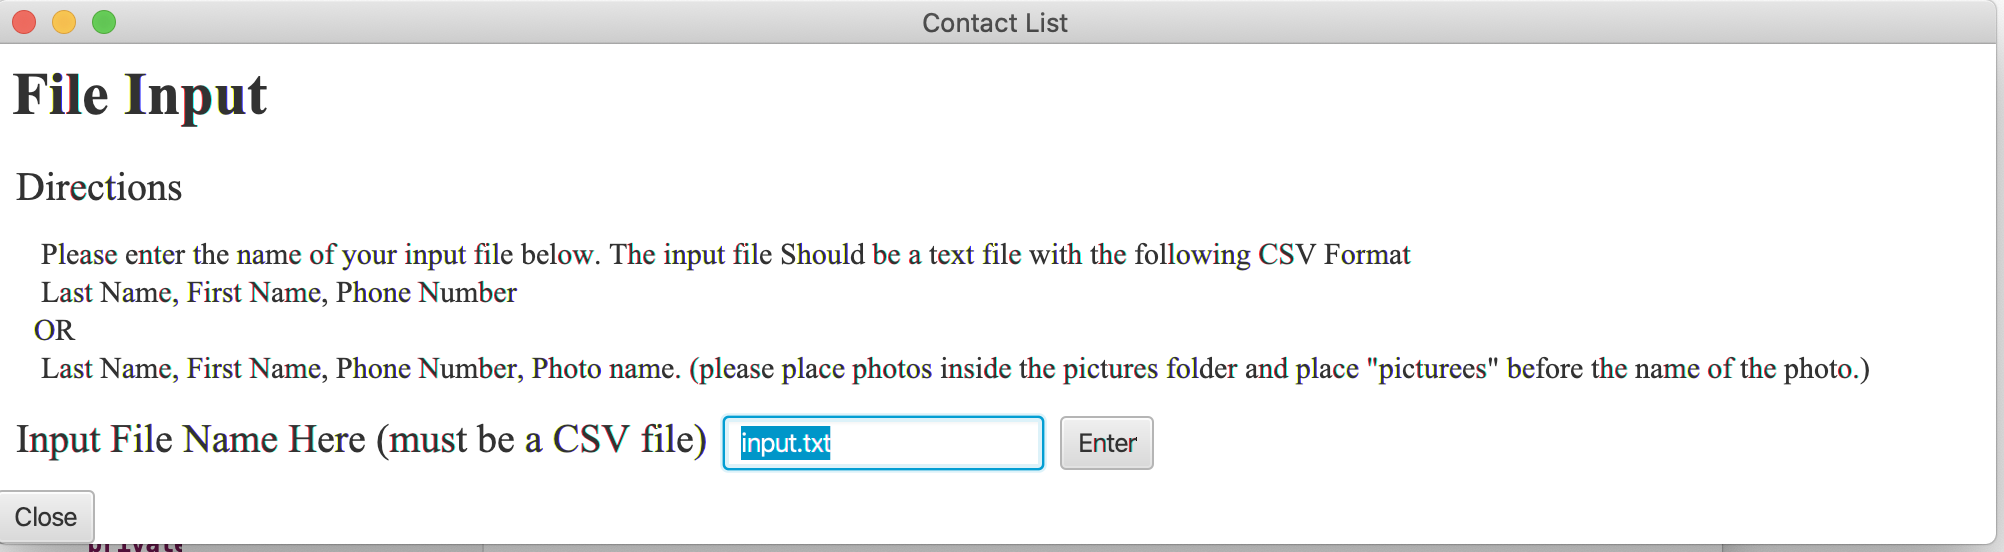 Contact List
File Input
Directions
Please enter the name of your input file below. The input file Should be a text file with the following CSV Format
Last Name, First Name, Phone Number
OR
Last Name, First Name, Phone Number, Photo name. (please place photos inside the pictures folder and place "picturees" before the name of the photo.)
Input File Name Here (must be a CSV file) input.txt Enter
Close
private